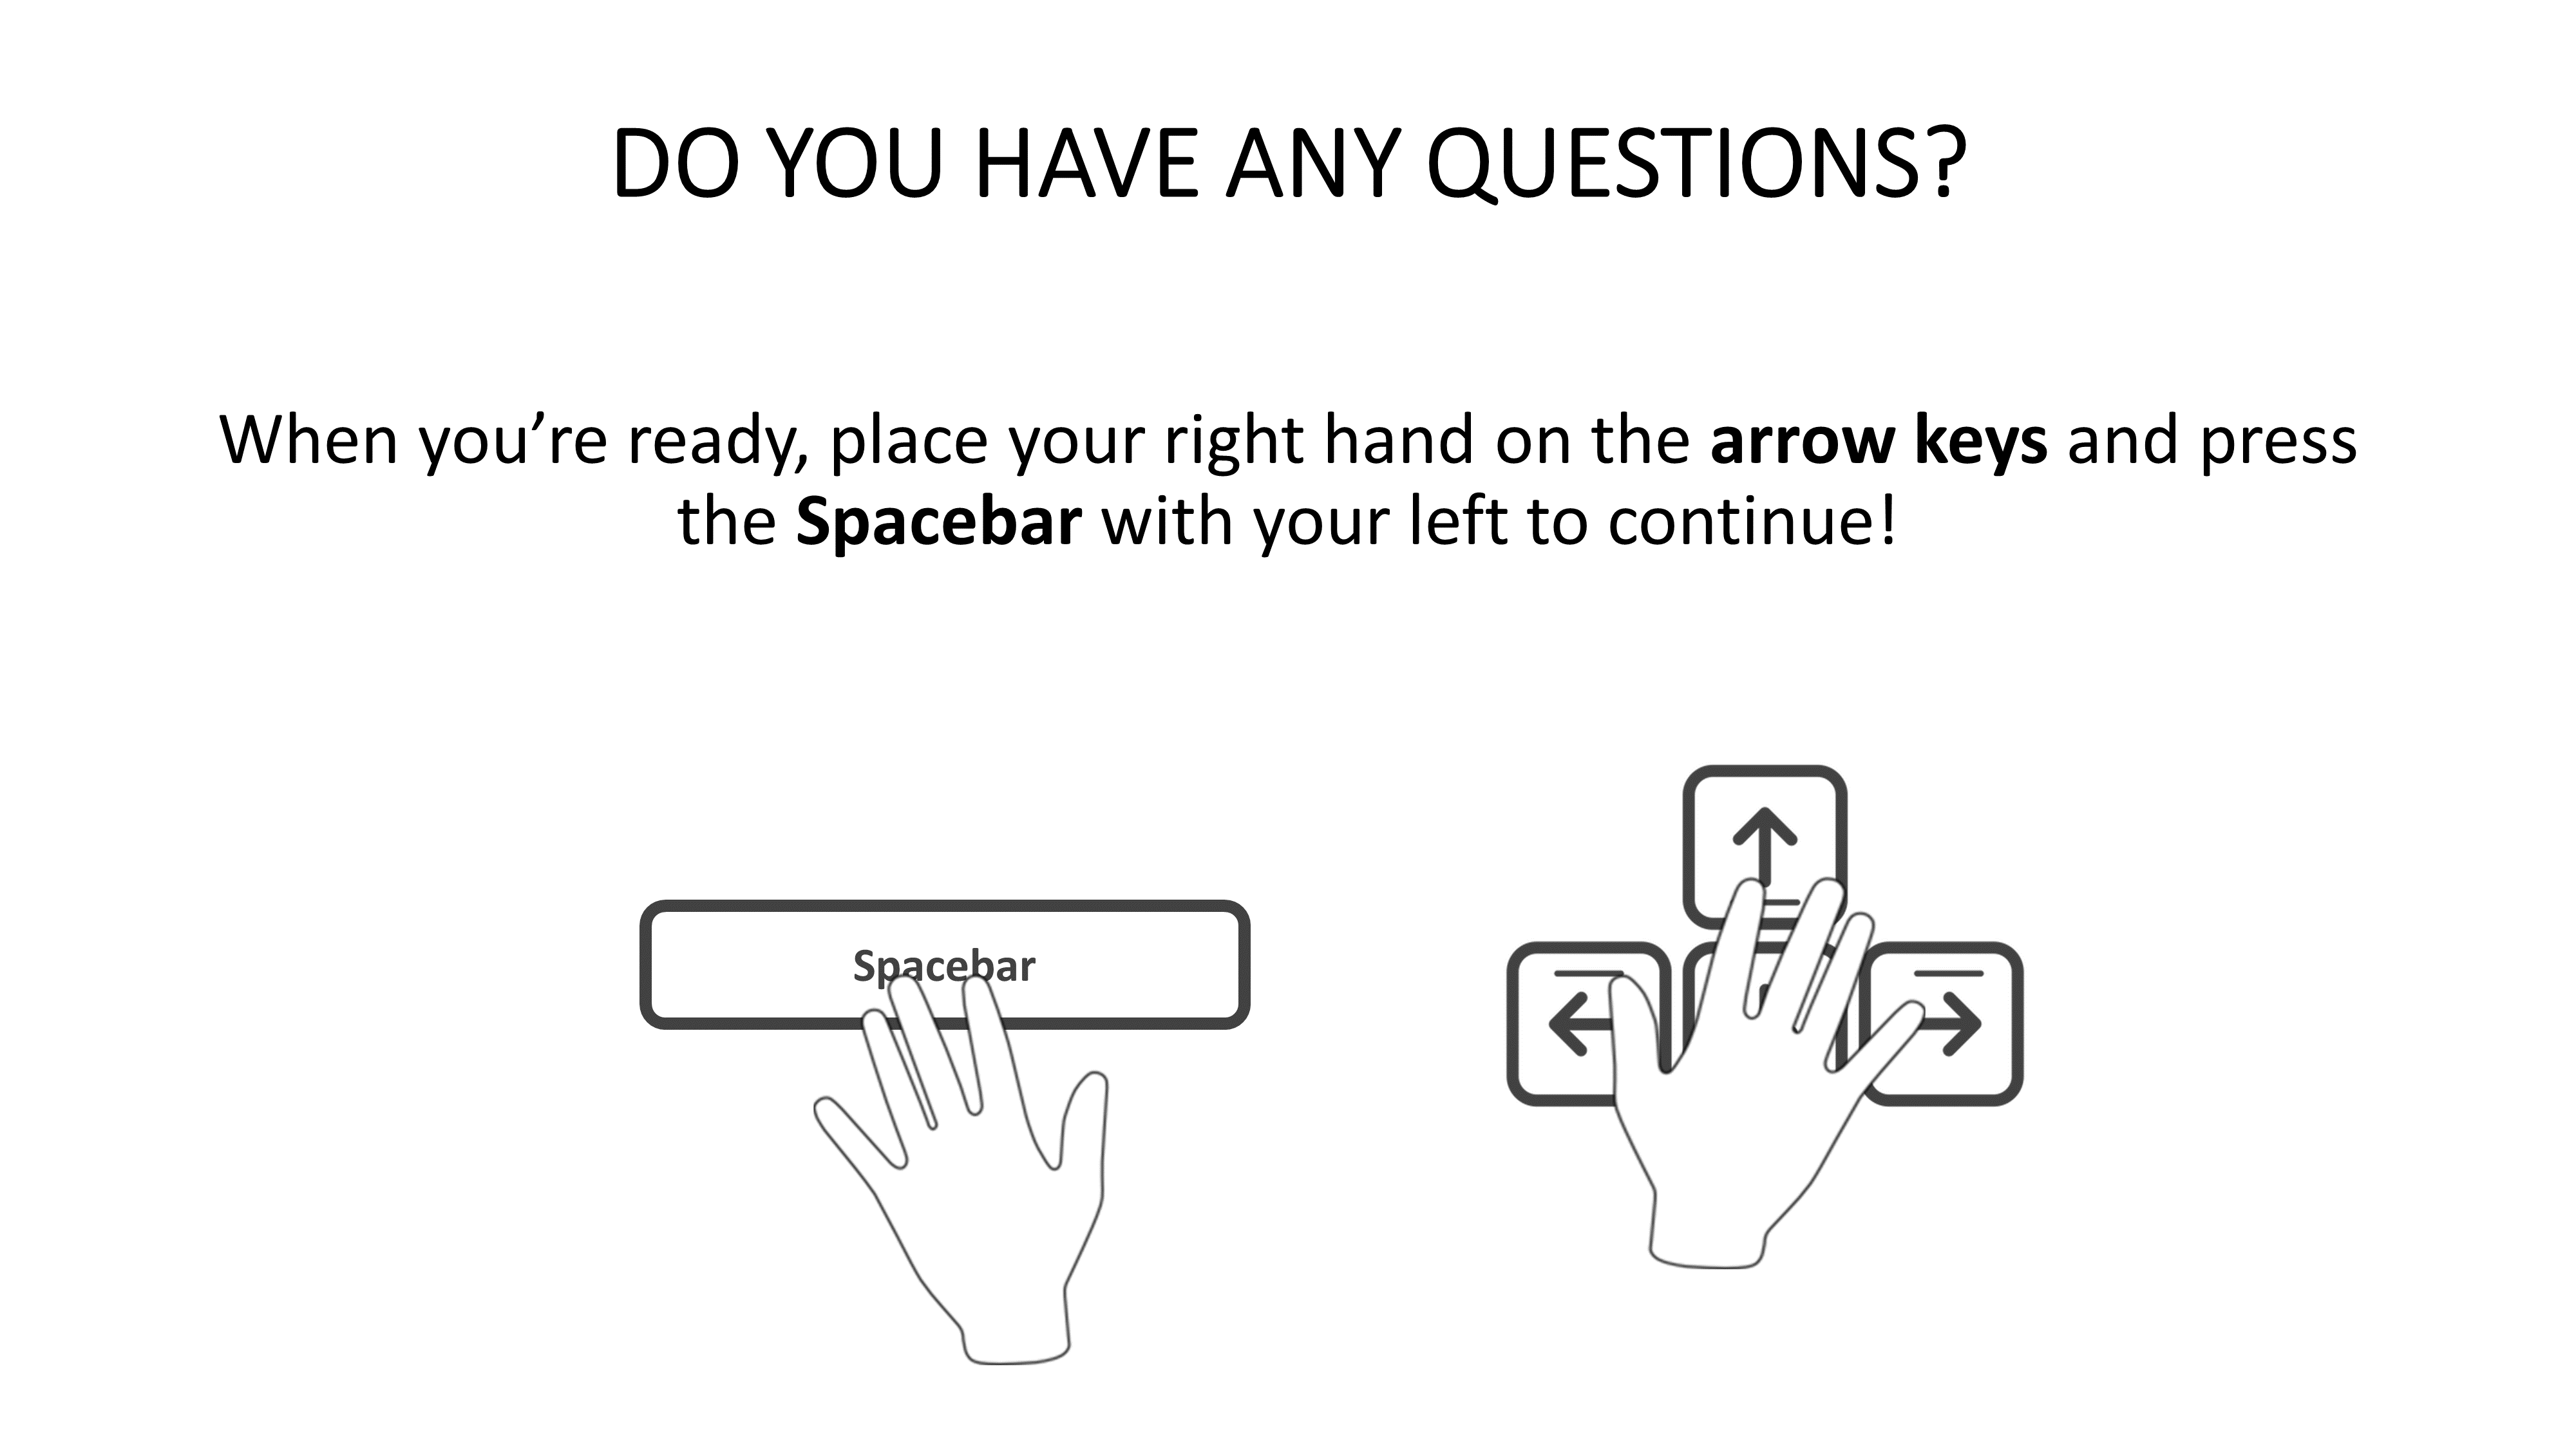 DO YOU HAVE ANY QUESTIONS?
When you’re ready, place your right hand on the arrow keys and press
the Spacebar with your left to continue!
Spacebar